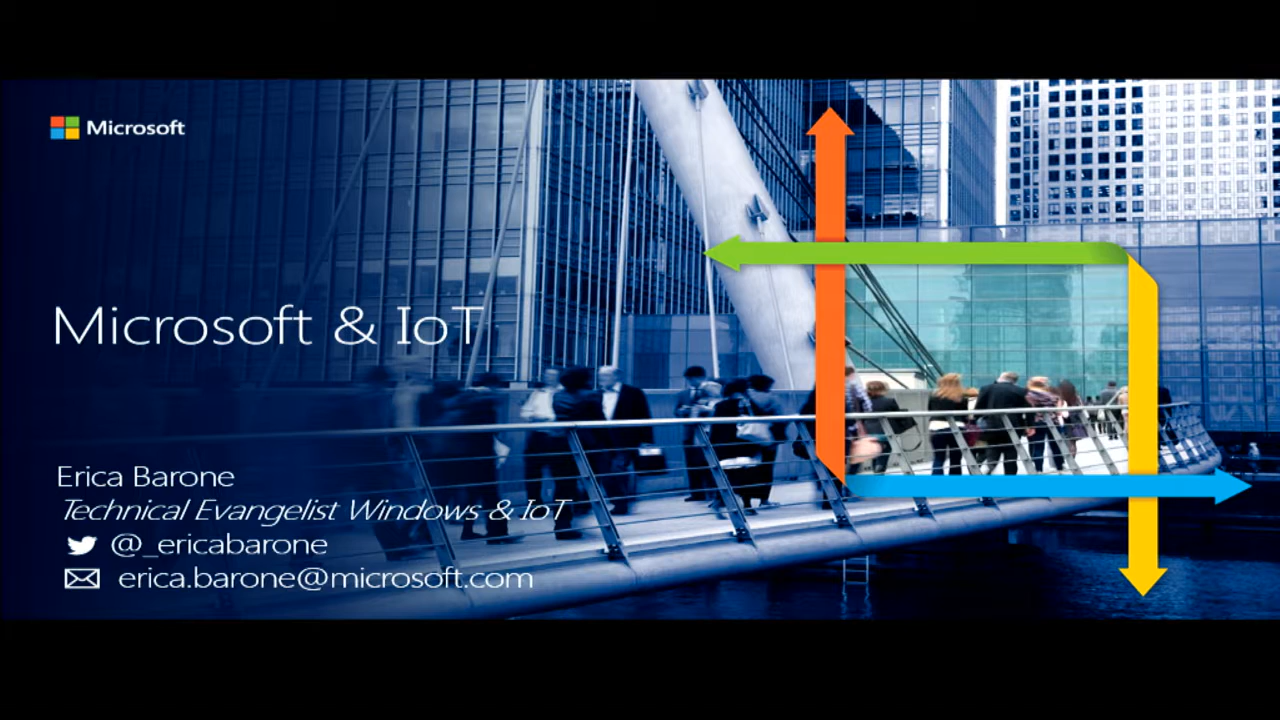 Microsoft
Microsoft & IoT
Erica Barone
Technical Evangelist Windows & IoT
@_ericabarone
erica.barone@microsoft.com